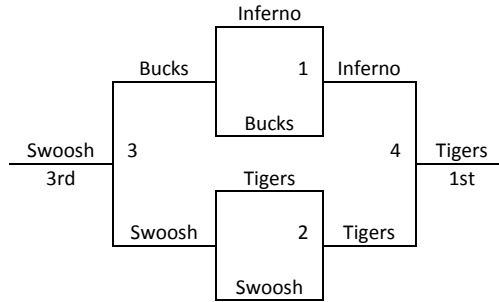 Inferno
Bucks 1 Inferno
Bucks
Swoosh 3 4 Tigers
3rd Tigers 1st
Swoosh 2 Tigers
Swoosh